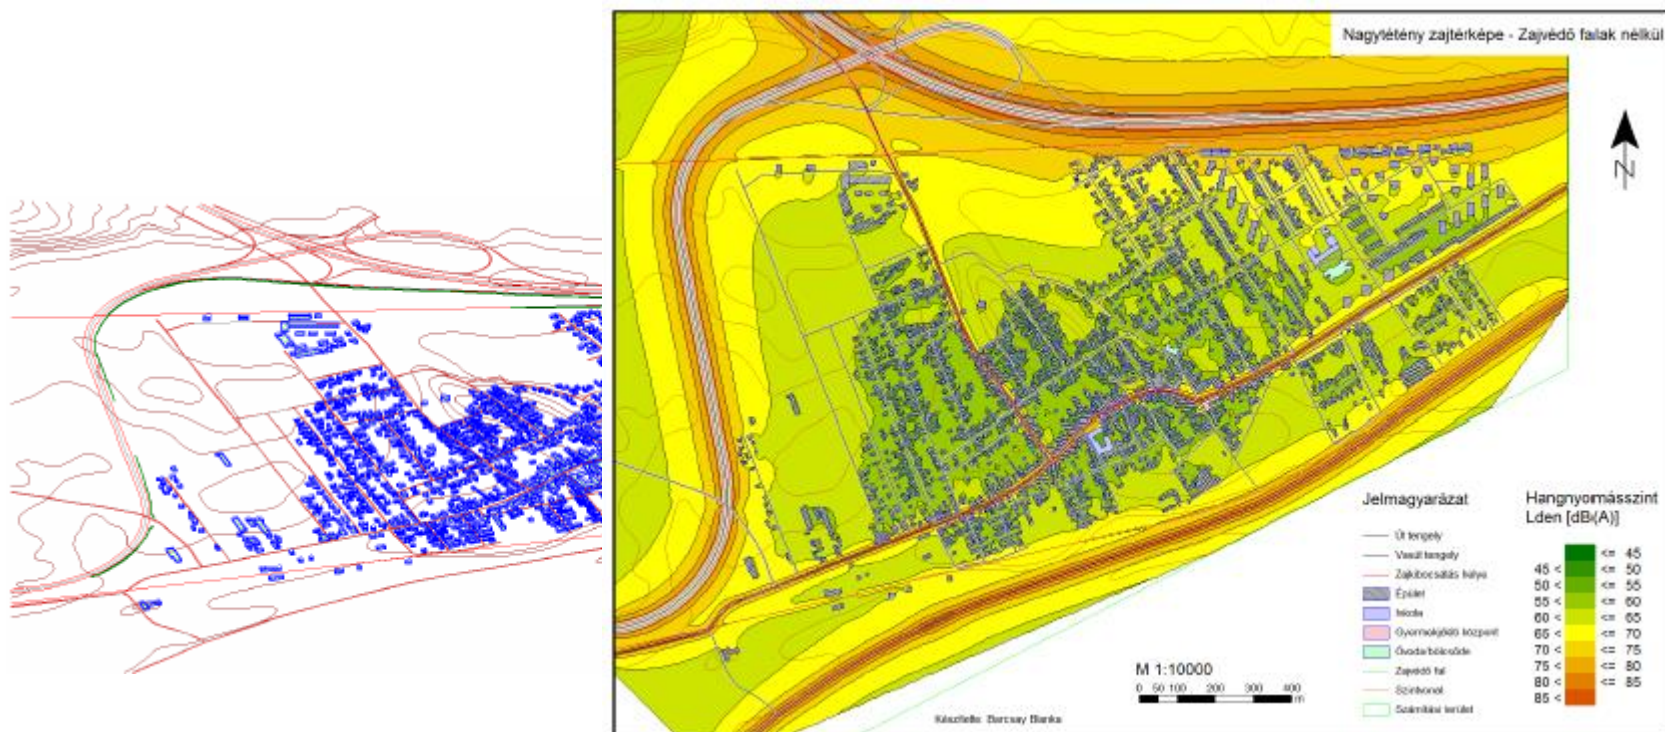 Nagytétény zajtérképe - Zajvédő falak nélkül
N
Jelmagyarázat
Út tengely
Vasút tengely
Zajkibocsátás helye
Épület
Iskola
Gyermekjóléti központ
Óvoda/bölcsőde
Zajvédő fal
Szintvonal
Számítási terület
Hangnyomásszint
Lden [dB(A)]
<= 45
45 < <= 50
50 < <= 55
55 < <= 60
60 < <= 65
65 < <= 70
70 < <= 75
75 < <= 80
80 < <= 85
85 <
M 1:10000
0 50 100 200 300 400
m
Készítette: Barcsay Blanka